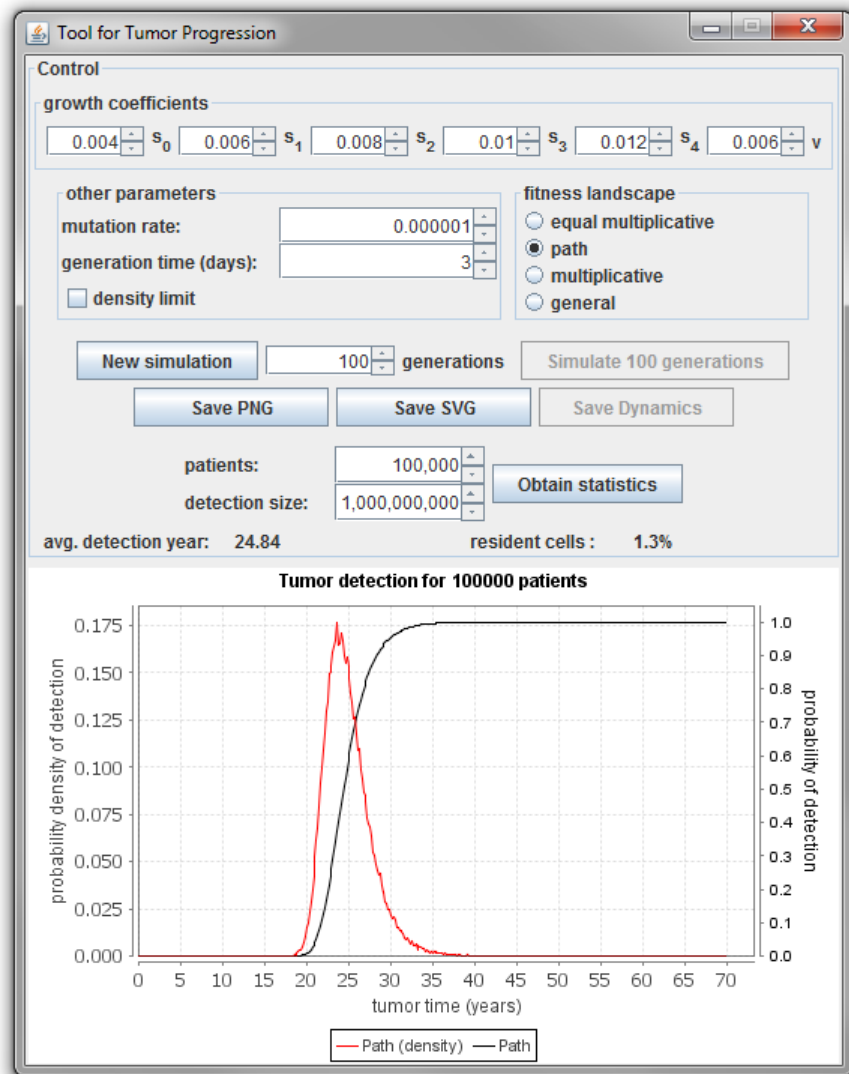 Tool for Tumor Progression
Control
growth coefficients
0.004 s0 0.006 s1 0.008 s2 0.01 s3 0.012 s4 0.006 v
other parameters
mutation rate: 0.000001
generation time (days): 3
density limit
fitness landscape
equal multiplicative
path
multiplicative
general
New simulation 100 generations Simulate 100 generations
Save PNG Save SVG Save Dynamics
patients: 100,000
detection size: 1,000,000,000
Obtain statistics
avg. detection year: 24.84 resident cells : 1.3%
Tumor detection for 100000 patients
probability density of detection
0.175
0.150
0.125
0.100
0.075
0.050
0.025
0.000
1.0
0.9
0.8
0.7
0.6
0.5
0.4
0.3
0.2
0.1
0.0
probability of detection
0 5 10 15 20 25 30 35 40 45 50 55 60 65 70
tumor time (years)
Path (density) Path